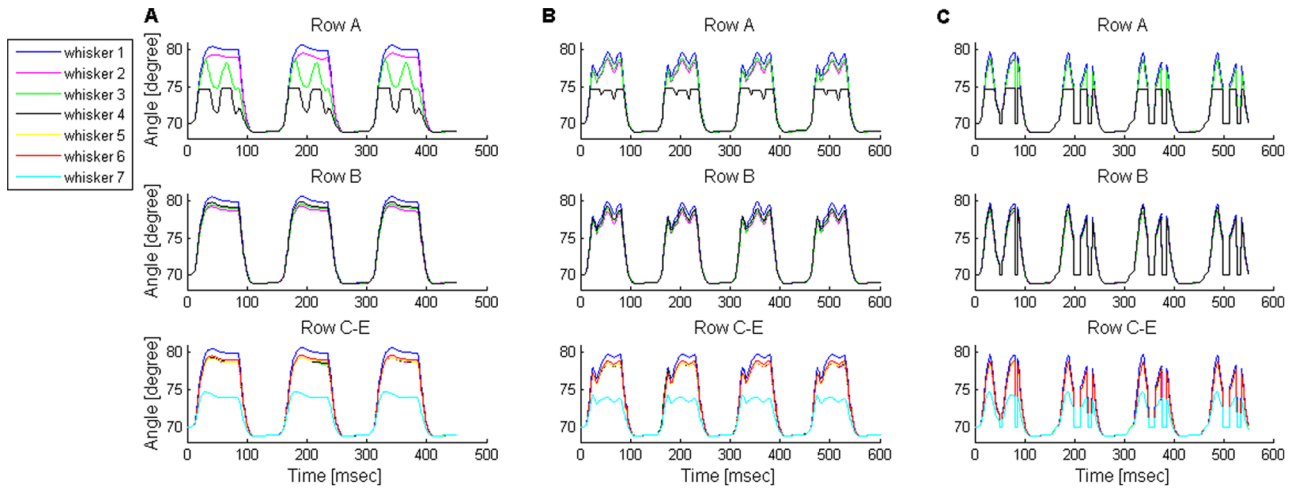 A
B
C
whisker 1
whisker 2
whisker 3
whisker 4
whisker 5
whisker 6
whisker 7
Row A
Angle [degree]
80
75
70
0 100 200 300 400 500
Row B
Angle [degree]
80
75
70
0 100 200 300 400 500
Row C-E
Angle [degree]
80
75
70
0 100 200 300 400 500
Time [msec]
Row A
80
75
70
0 100 200 300 400 500 600
Row B
80
75
70
0 100 200 300 400 500 600
Row C-E
80
75
70
0 100 200 300 400 500 600
Time [msec]
Row A
80
75
70
0 100 200 300 400 500 600
Row B
80
75
70
0 100 200 300 400 500 600
Row C-E
80
75
70
0 100 200 300 400 500 600
Time [msec]